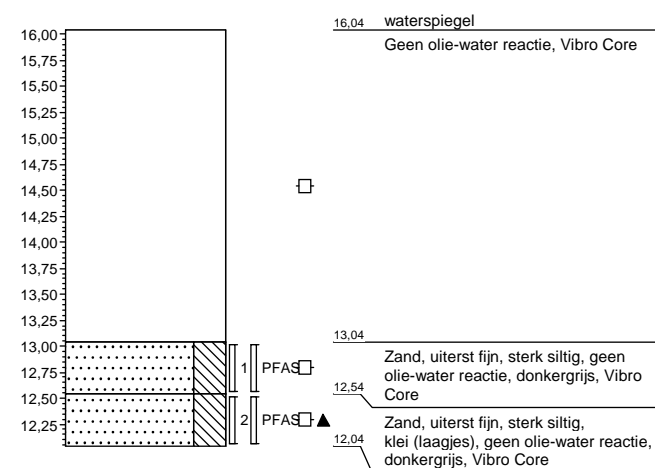 16,04 waterspiegel
16,00
Geen olie-water reactie, Vibro Core
15,75
15,50
15,25
15,00
14,75
14,50
14,25
14,00
13,75
13,50
13,25
13,04
13,00
Zand, uiterst fijn, sterk siltig, geen
1 PFAS
olie-water reactie, donkergrijs, Vibro
12,75
Core
12,54
12,50
Zand, uiterst fijn, sterk siltig,
2 PFAS
12,25
klei (laagjes), geen olie-water reactie,
12,04
donkergrijs, Vibro Core